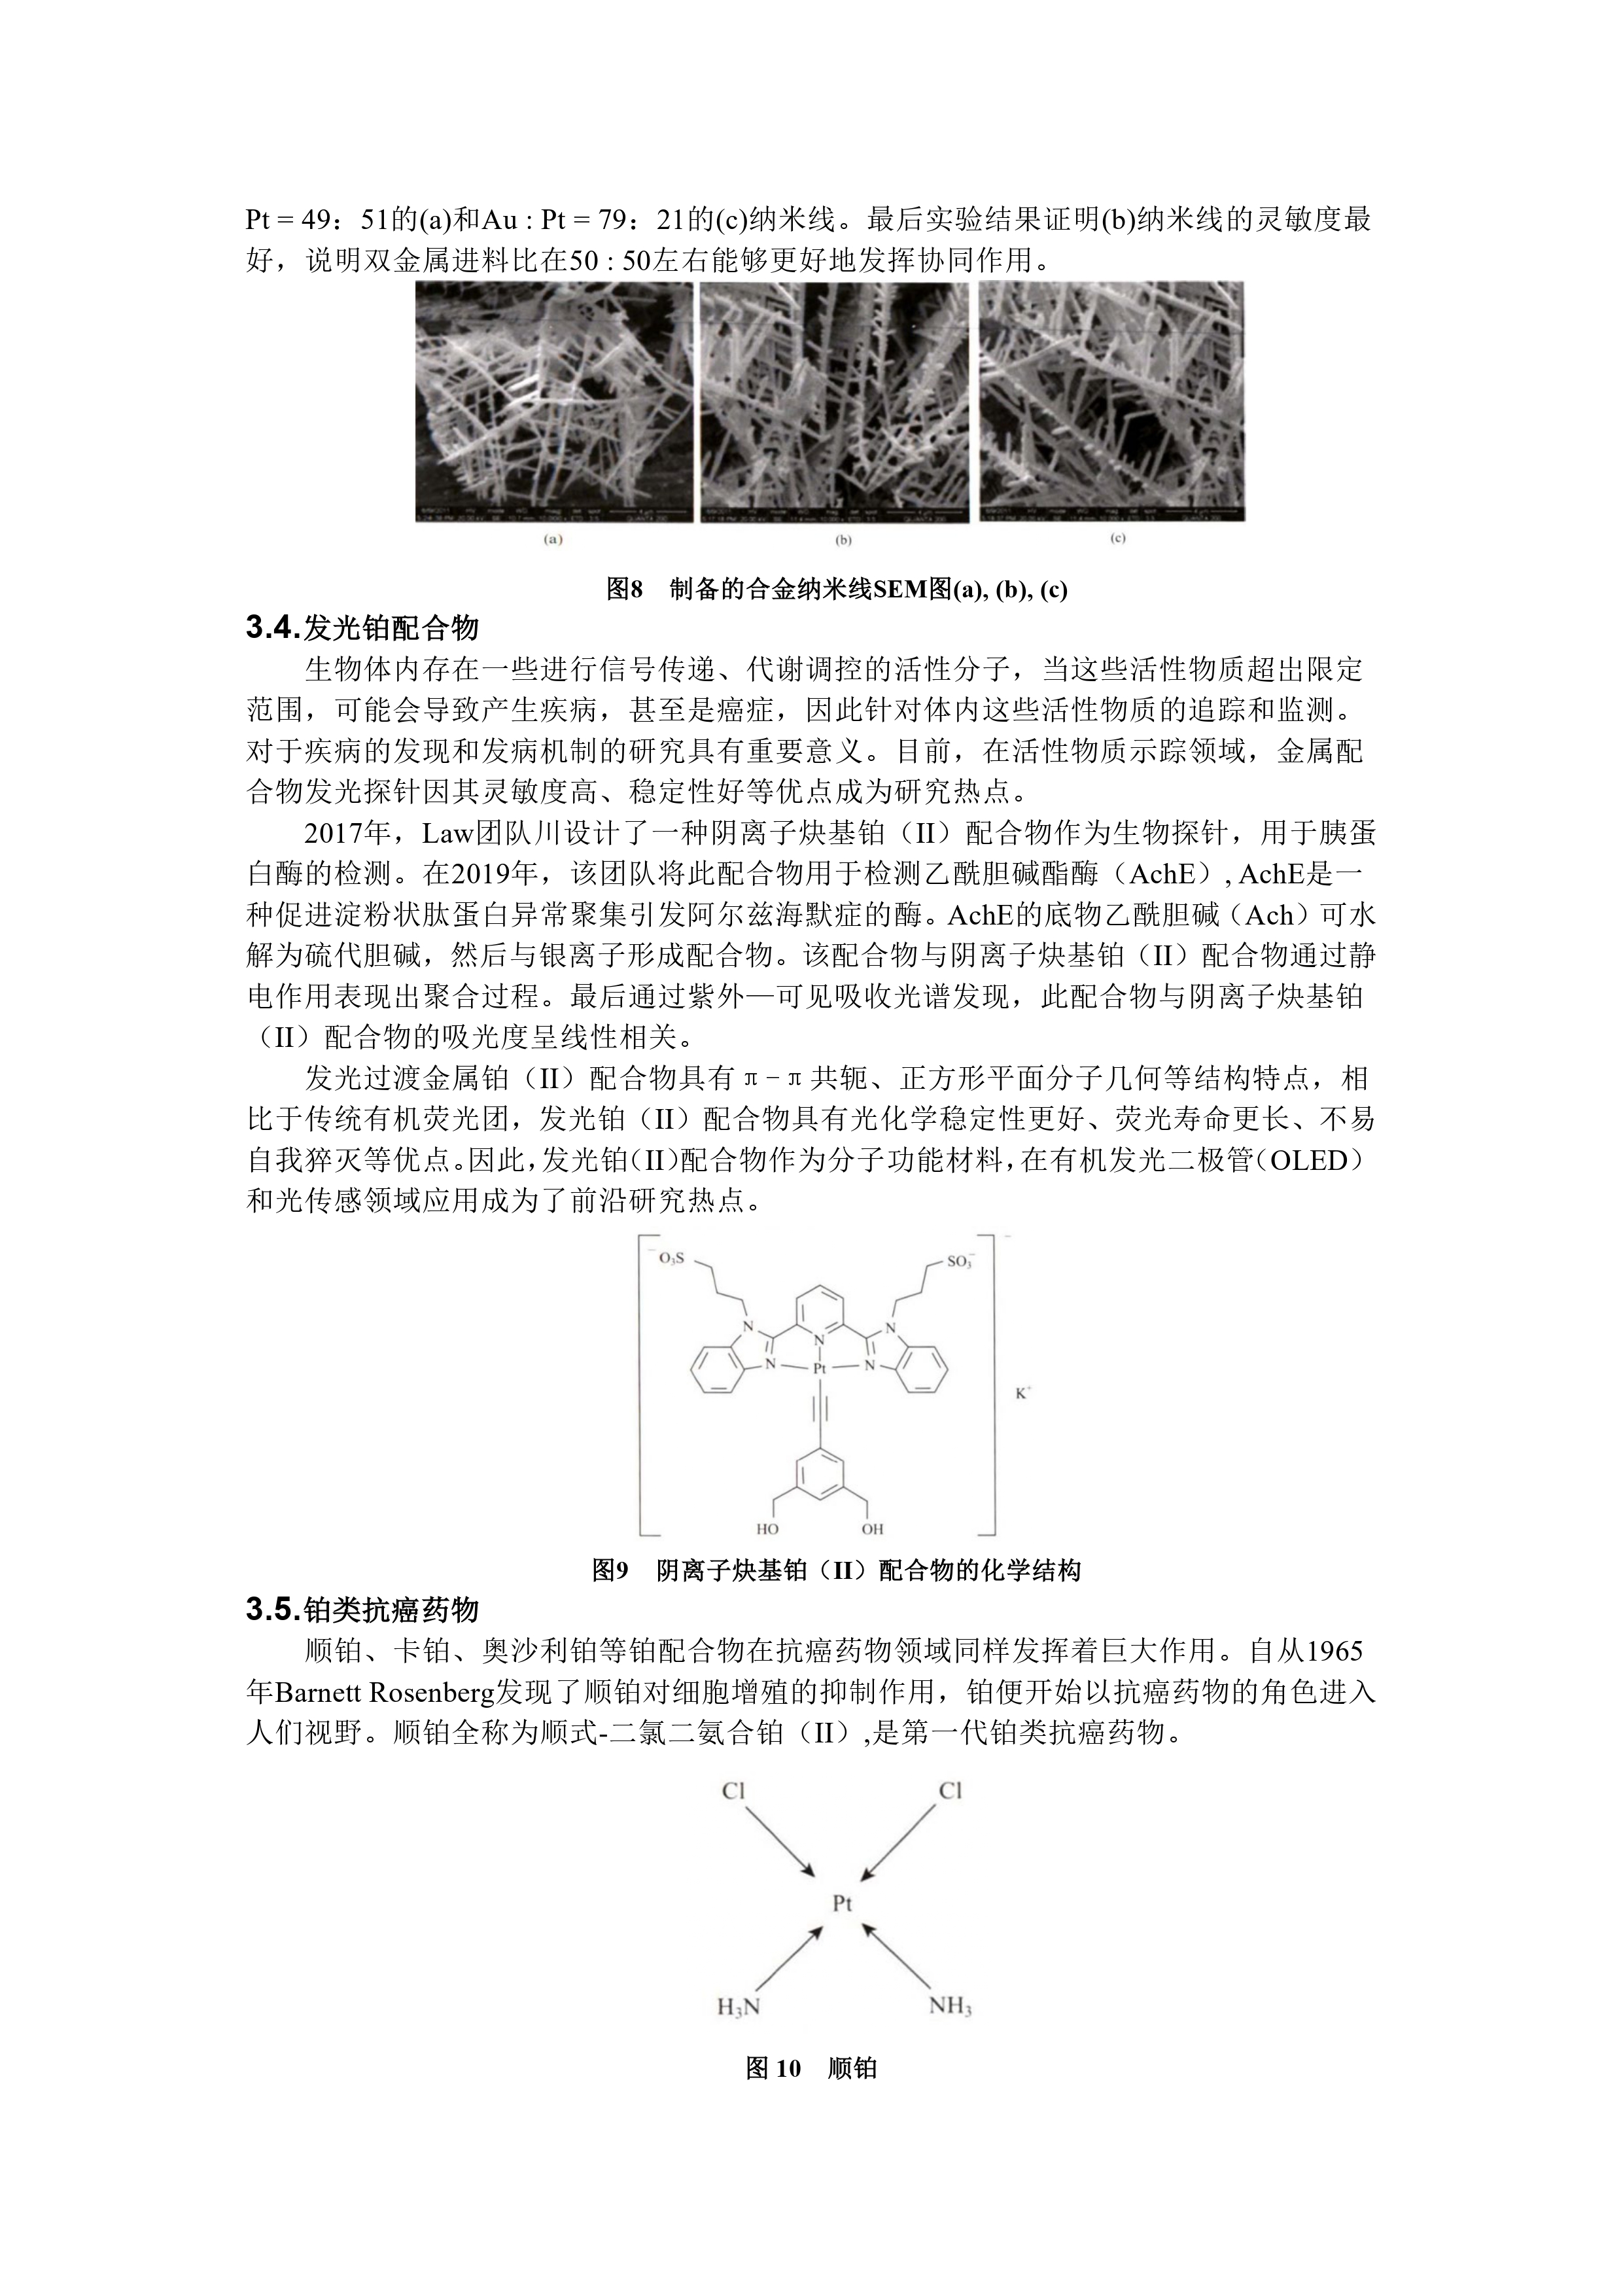 Pt = 49：51的(a)和Au : Pt = 79：21的(c)纳米线。最后实验结果证明(b)纳米线的灵敏度最
好，说明双金属进料比在50 : 50左右能够更好地发挥协同作用。
(a)
(b)
(c)
图8 制备的合金纳米线SEM图(a), (b), (c)
3.4.发光铂配合物
生物体内存在一些进行信号传递、代谢调控的活性分子，当这些活性物质超出限定
范围，可能会导致产生疾病，甚至是癌症，因此针对体内这些活性物质的追踪和监测。
对于疾病的发现和发病机制的研究具有重要意义。目前，在活性物质示踪领域，金属配
合物发光探针因其灵敏度高、稳定性好等优点成为研究热点。
2017年，Law团队川设计了一种阴离子炔基铂（II）配合物作为生物探针，用于胰蛋
白酶的检测。在2019年，该团队将此配合物用于检测乙酰胆碱酯酶（AchE）, AchE是一
种促进淀粉状肽蛋白异常聚集引发阿尔兹海默症的酶。AchE的底物乙酰胆碱（Ach）可水
解为硫代胆碱，然后与银离子形成配合物。该配合物与阴离子炔基铂（II）配合物通过静
电作用表现出聚合过程。最后通过紫外—可见吸收光谱发现，此配合物与阴离子炔基铂
（II）配合物的吸光度呈线性相关。
发光过渡金属铂（II）配合物具有π-π共轭、正方形平面分子几何等结构特点，相
比于传统有机荧光团，发光铂（II）配合物具有光化学稳定性更好、荧光寿命更长、不易
自我猝灭等优点。因此，发光铂（II）配合物作为分子功能材料，在有机发光二极管（OLED）
和光传感领域应用成为了前沿研究热点。
⁻O₃S
SO₃⁻
N
N
N
N
Pt
N
K⁺
HO
OH
图9 阴离子炔基铂（II）配合物的化学结构
3.5.铂类抗癌药物
顺铂、卡铂、奥沙利铂等铂配合物在抗癌药物领域同样发挥着巨大作用。自从1965
年Barnett Rosenberg发现了顺铂对细胞增殖的抑制作用，铂便开始以抗癌药物的角色进入
人们视野。顺铂全称为顺式-二氯二氨合铂（II）,是第一代铂类抗癌药物。
Cl
Cl
Pt
H₃N
NH₃
图 10 顺铂